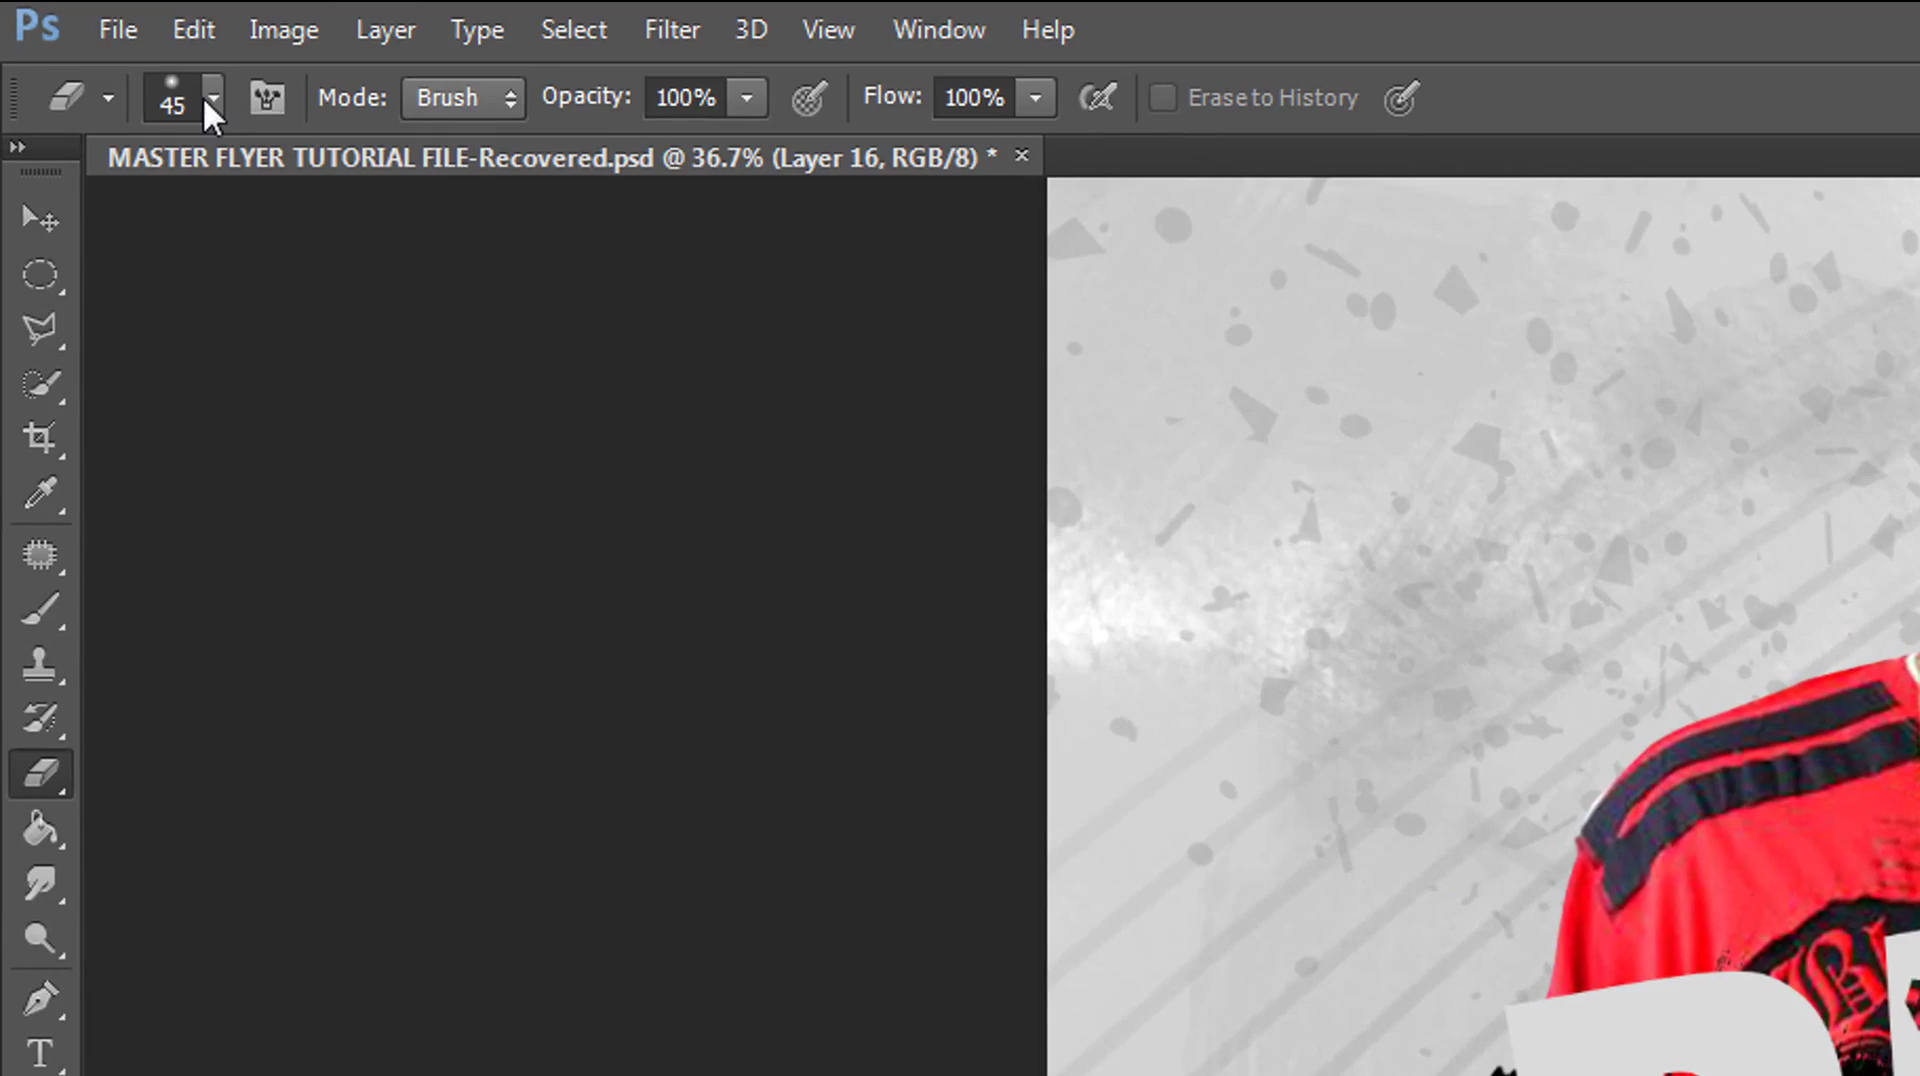 Ps File Edit Image Layer Type Select Filter 3D View Window Help
45 Mode: Brush Opacity: 100% Flow: 100% Erase to History
MASTER FLYER TUTORIAL FILE-Recovered.psd @ 36.7% (Layer 16, RGB/8) * ×
T